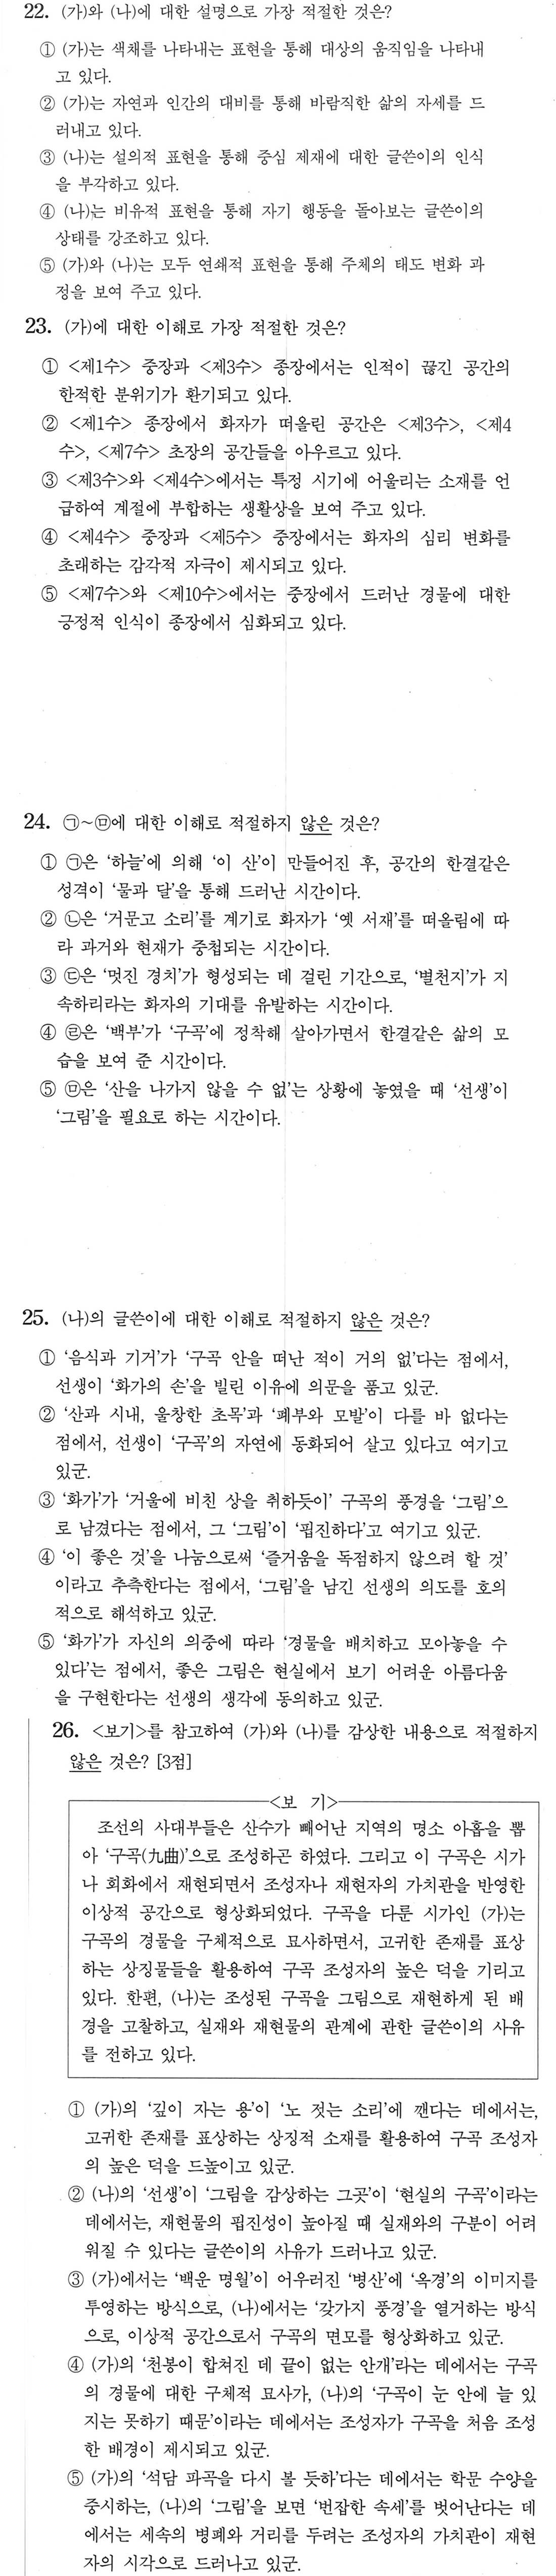 22. (가)와 (나)에 대한 설명으로 가장 적절한 것은?
① (가)는 색채를 나타내는 표현을 통해 대상의 움직임을 나타내
고 있다.
② (가)는 자연과 인간의 대비를 통해 바람직한 삶의 자세를 드
러내고 있다.
③ (나)는 설의적 표현을 통해 중심 제재에 대한 글쓴이의 인식
을 부각하고 있다.
④ (나)는 비유적 표현을 통해 자기 행동을 돌아보는 글쓴이의
상태를 강조하고 있다.
⑤ (가)와 (나)는 모두 연쇄적 표현을 통해 주체의 태도 변화 과
정을 보여 주고 있다.
23. (가)에 대한 이해로 가장 적절한 것은?
① <제1수> 중장과 <제3수> 종장에서는 인적이 끊긴 공간의
한적한 분위기가 환기되고 있다.
② <제1수> 종장에서 화자가 떠올린 공간은 <제3수>, <제4
수>, <제7수> 초장의 공간들을 아우르고 있다.
③ <제3수>와 <제4수>에서는 특정 시기에 어울리는 소재를 언
급하여 계절에 부합하는 생활상을 보여 주고 있다.
④ <제4수> 중장과 <제5수> 중장에서는 화자의 심리 변화를
초래하는 감각적 자극이 제시되고 있다.
⑤ <제7수>와 <제10수>에서는 중장에서 드러난 경물에 대한
긍정적 인식이 종장에서 심화되고 있다.
24. ㉠~㉤에 대한 이해로 적절하지 않은 것은?
① ㉠은 '하늘'에 의해 '이 산'이 만들어진 후, 공간의 한결같은
성격이 '물과 달'을 통해 드러난 시간이다.
② ㉡은 '거문고 소리'를 계기로 화자가 '옛 서재'를 떠올림에 따
라 과거와 현재가 중첩되는 시간이다.
③ ㉢은 '멋진 경치'가 형성되는 데 걸린 기간으로, '별천지'가 지
속하리라는 화자의 기대를 유발하는 시간이다.
④ ㉣은 '백부'가 '구곡'에 정착해 살아가면서 한결같은 삶의 모
습을 보여 준 시간이다.
⑤ ㉤은 '산을 나가지 않을 수 없'는 상황에 놓였을 때 '선생'이
'그림'을 필요로 하는 시간이다.
25. (나)의 글쓴이에 대한 이해로 적절하지 않은 것은?
① '음식과 기거'가 '구곡 안을 떠난 적이 거의 없'다는 점에서,
선생이 '화가의 손'을 빌린 이유에 의문을 품고 있군.
② '산과 시내, 울창한 초목'과 '폐부와 모발'이 다를 바 없다는
점에서, 선생이 '구곡'의 자연에 동화되어 살고 있다고 여기고
있군.
③ '화가'가 '거울에 비친 상을 취하듯이' 구곡의 풍경을 '그림'으
로 남겼다는 점에서, 그 '그림'이 '핍진하다'고 여기고 있군.
④ '이 좋은 것'을 나눔으로써 '즐거움을 독점하지 않으려 할 것'
이라고 추측한다는 점에서, '그림'을 남긴 선생의 의도를 호의
적으로 해석하고 있군.
⑤ '화가'가 자신의 의중에 따라 '경물을 배치하고 모아놓을 수
있다'는 점에서, 좋은 그림은 현실에서 보기 어려운 아름다움
을 구현한다는 선생의 생각에 동의하고 있군.
26. <보기>를 참고하여 (가)와 (나)를 감상한 내용으로 적절하지
않은 것은? [3점]
<보 기>
조선의 사대부들은 산수가 빼어난 지역의 명소 아홉을 뽑
아 '구곡(九曲)'으로 조성하곤 하였다. 그리고 이 구곡은 시가
나 회화에서 재현되면서 조성자나 재현자의 가치관을 반영한
이상적 공간으로 형상화되었다. 구곡을 다룬 시가인 (가)는
구곡의 경물을 구체적으로 묘사하면서, 고귀한 존재를 표상
하는 상징물들을 활용하여 구곡 조성자의 높은 덕을 기리고
있다. 한편, (나)는 조성된 구곡을 그림으로 재현하게 된 배
경을 고찰하고, 실재와 재현물의 관계에 관한 글쓴이의 사유
를 전하고 있다.
① (가)의 '깊이 자는 용'이 '노 젓는 소리'에 깬다는 데에서는,
고귀한 존재를 표상하는 상징적 소재를 활용하여 구곡 조성자
의 높은 덕을 드높이고 있군.
② (나)의 '선생'이 '그림을 감상하는 그곳'이 '현실의 구곡'이라는
데에서는, 재현물의 핍진성이 높아질 때 실재와의 구분이 어려
워질 수 있다는 글쓴이의 사유가 드러나고 있군.
③ (가)에서는 '백운 명월'이 어우러진 '병산'에 '옥경'의 이미지를
투영하는 방식으로, (나)에서는 '갖가지 풍경'을 열거하는 방식
으로, 이상적 공간으로서 구곡의 면모를 형상화하고 있군.
④ (가)의 '천봉이 합쳐진 데 끝이 없는 안개'라는 데에서는 구곡
의 경물에 대한 구체적 묘사가, (나)의 '구곡이 눈 안에 늘 있
지는 못하기 때문'이라는 데에서는 조성자가 구곡을 처음 조성
한 배경이 제시되고 있군.
⑤ (가)의 '석담 파곡을 다시 볼 듯하'다는 데에서는 학문 수양을
중시하는, (나)의 '그림'을 보면 '번잡한 속세'를 벗어난다는 데
에서는 세속의 병폐와 거리를 두려는 조성자의 가치관이 재현
자의 시각으로 드러나고 있군.